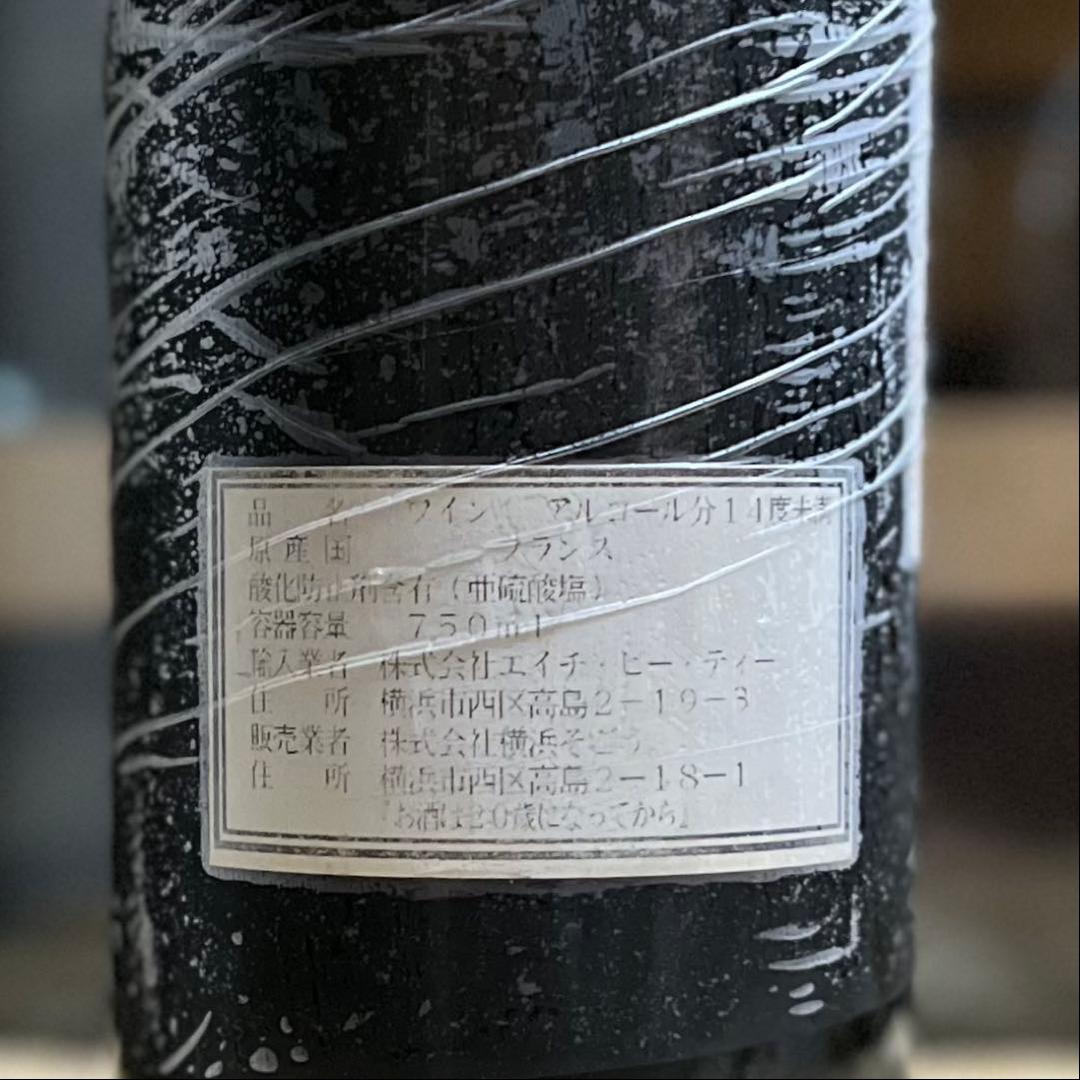 品名 ワイン アルコール分14度未満
原産国 フランス
酸化防止剤含有（亜硫酸塩）
容器容量 750ml
輸入業者 株式会社エイチ・ビー・ティー
住所 横浜市西区高島2－19－3
販売業者 株式会社横浜そごう
住所 横浜市西区高島2－18－1
『お酒は20歳になってから』